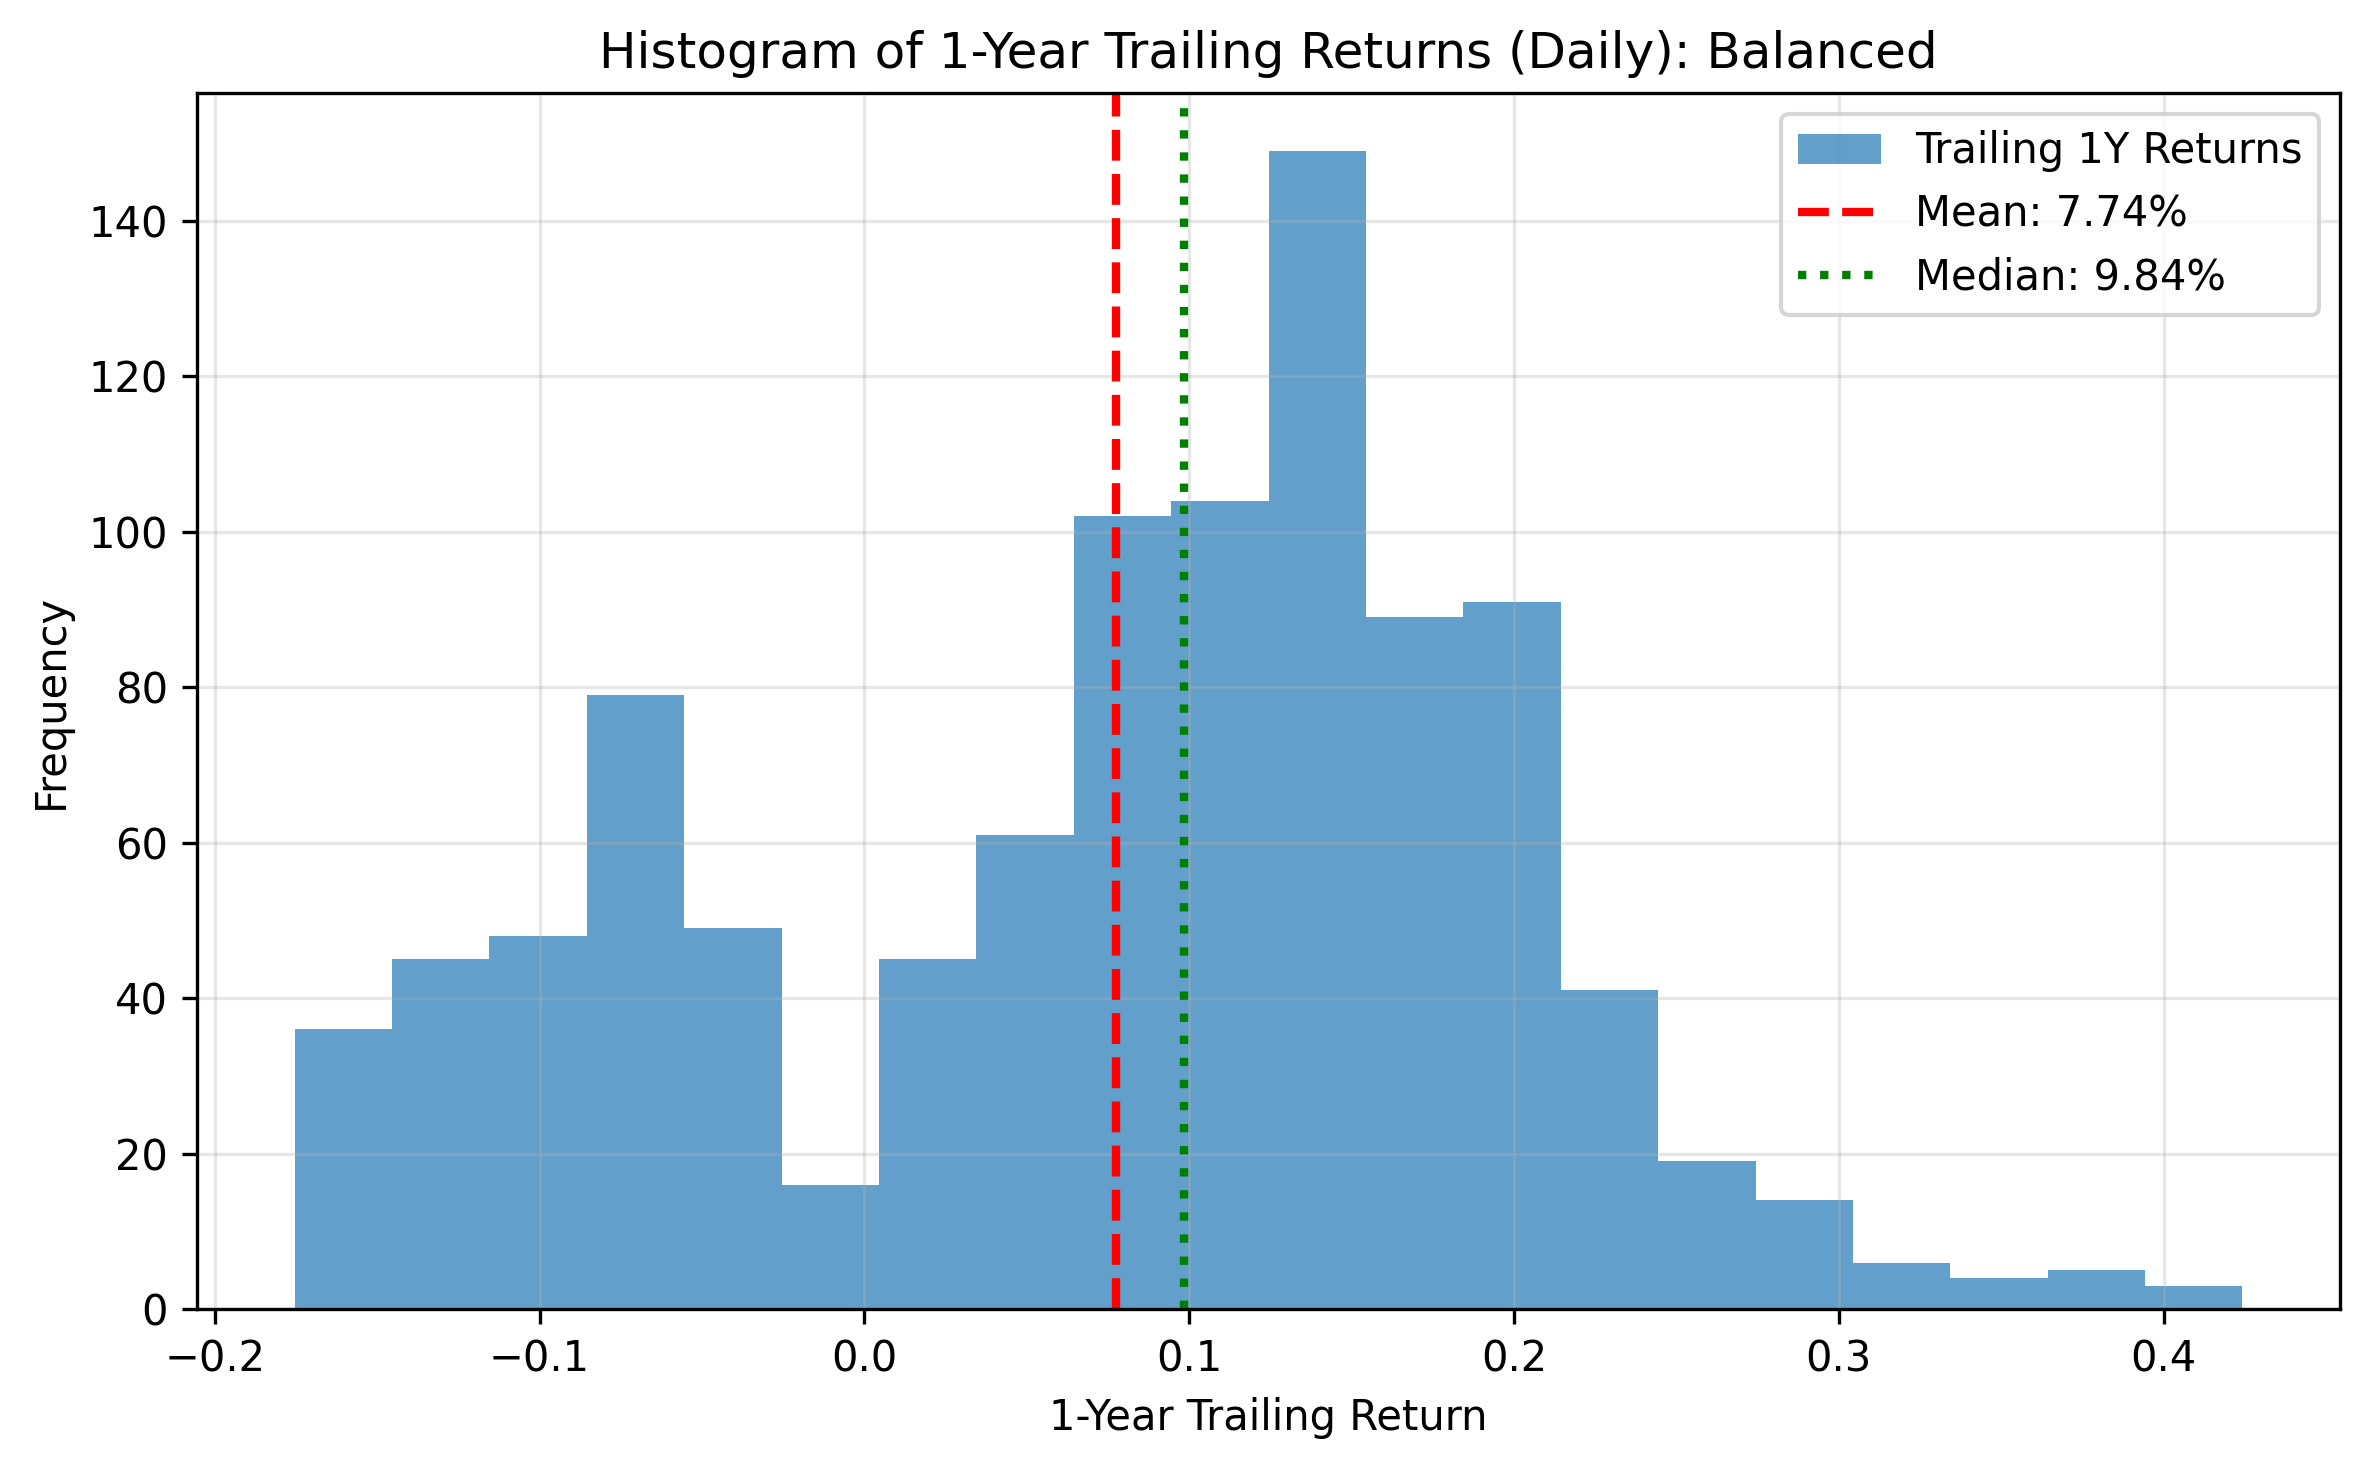 Histogram of 1-Year Trailing Returns (Daily): Balanced
Trailing 1Y Returns
Mean: 7.74%
Median: 9.84%
Frequency
140
120
100
80
60
40
20
0
−0.2 −0.1 0.0 0.1 0.2 0.3 0.4
1-Year Trailing Return